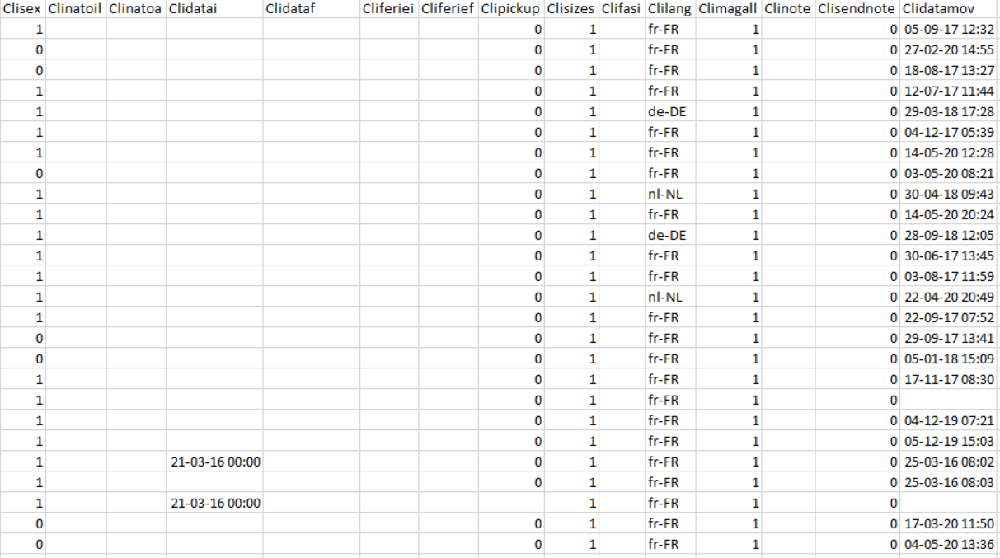 Clisex Clinatoil Clinatoa Clidatai Clidataf Cliferiei Cliferief Clipickup Clisizes Clifasi Clilang Climagall Clinote Clisendnote Clidatamov
1 0 1 fr-FR 1 0 05-09-17 12:32
0 0 1 fr-FR 1 0 27-02-20 14:55
0 0 1 fr-FR 1 0 18-08-17 13:27
1 0 1 fr-FR 1 0 12-07-17 11:44
1 0 1 de-DE 1 0 29-03-18 17:28
1 0 1 fr-FR 1 0 04-12-17 05:39
1 0 1 fr-FR 1 0 14-05-20 12:28
0 0 1 fr-FR 1 0 03-05-20 08:21
1 0 1 nl-NL 1 0 30-04-18 09:43
1 0 1 fr-FR 1 0 14-05-20 20:24
1 0 1 de-DE 1 0 28-09-18 12:05
1 0 1 fr-FR 1 0 30-06-17 13:45
1 0 1 fr-FR 1 0 03-08-17 11:59
1 0 1 nl-NL 1 0 22-04-20 20:49
1 0 1 fr-FR 1 0 22-09-17 07:52
0 0 1 fr-FR 1 0 29-09-17 13:41
0 0 1 fr-FR 1 0 05-01-18 15:09
1 0 1 fr-FR 1 0 17-11-17 08:30
1 0 1 fr-FR 1 0
1 0 1 fr-FR 1 0 04-12-19 07:21
1 0 1 fr-FR 1 0 05-12-19 15:03
1 21-03-16 00:00 0 1 fr-FR 1 0 25-03-16 08:02
1 0 1 fr-FR 1 0 25-03-16 08:03
1 21-03-16 00:00 1 fr-FR 1 0
0 0 1 fr-FR 1 0 17-03-20 11:50
0 0 1 fr-FR 1 0 04-05-20 13:36